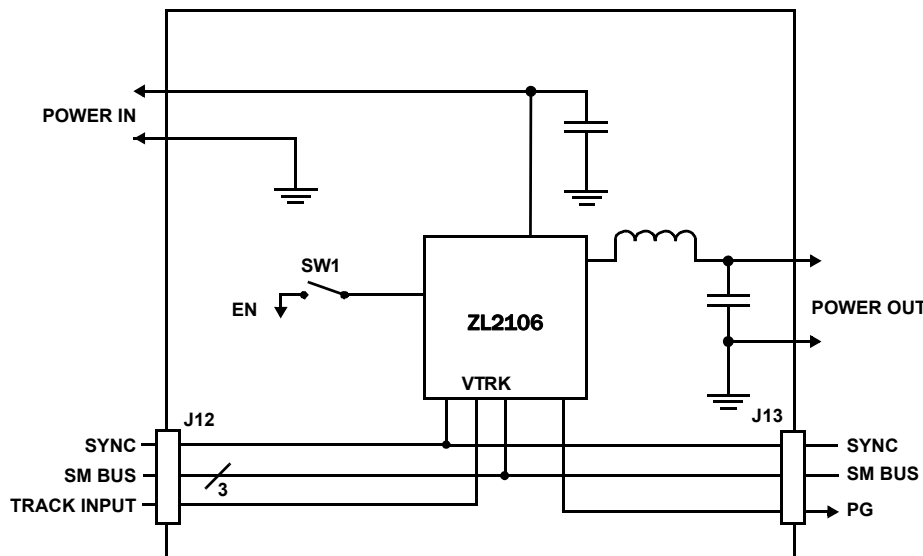 POWER IN
SW1
EN
ZL2106
POWER OUT
VTRK
J12
J13
SYNC
SYNC
SM BUS
3
SM BUS
TRACK INPUT
PG